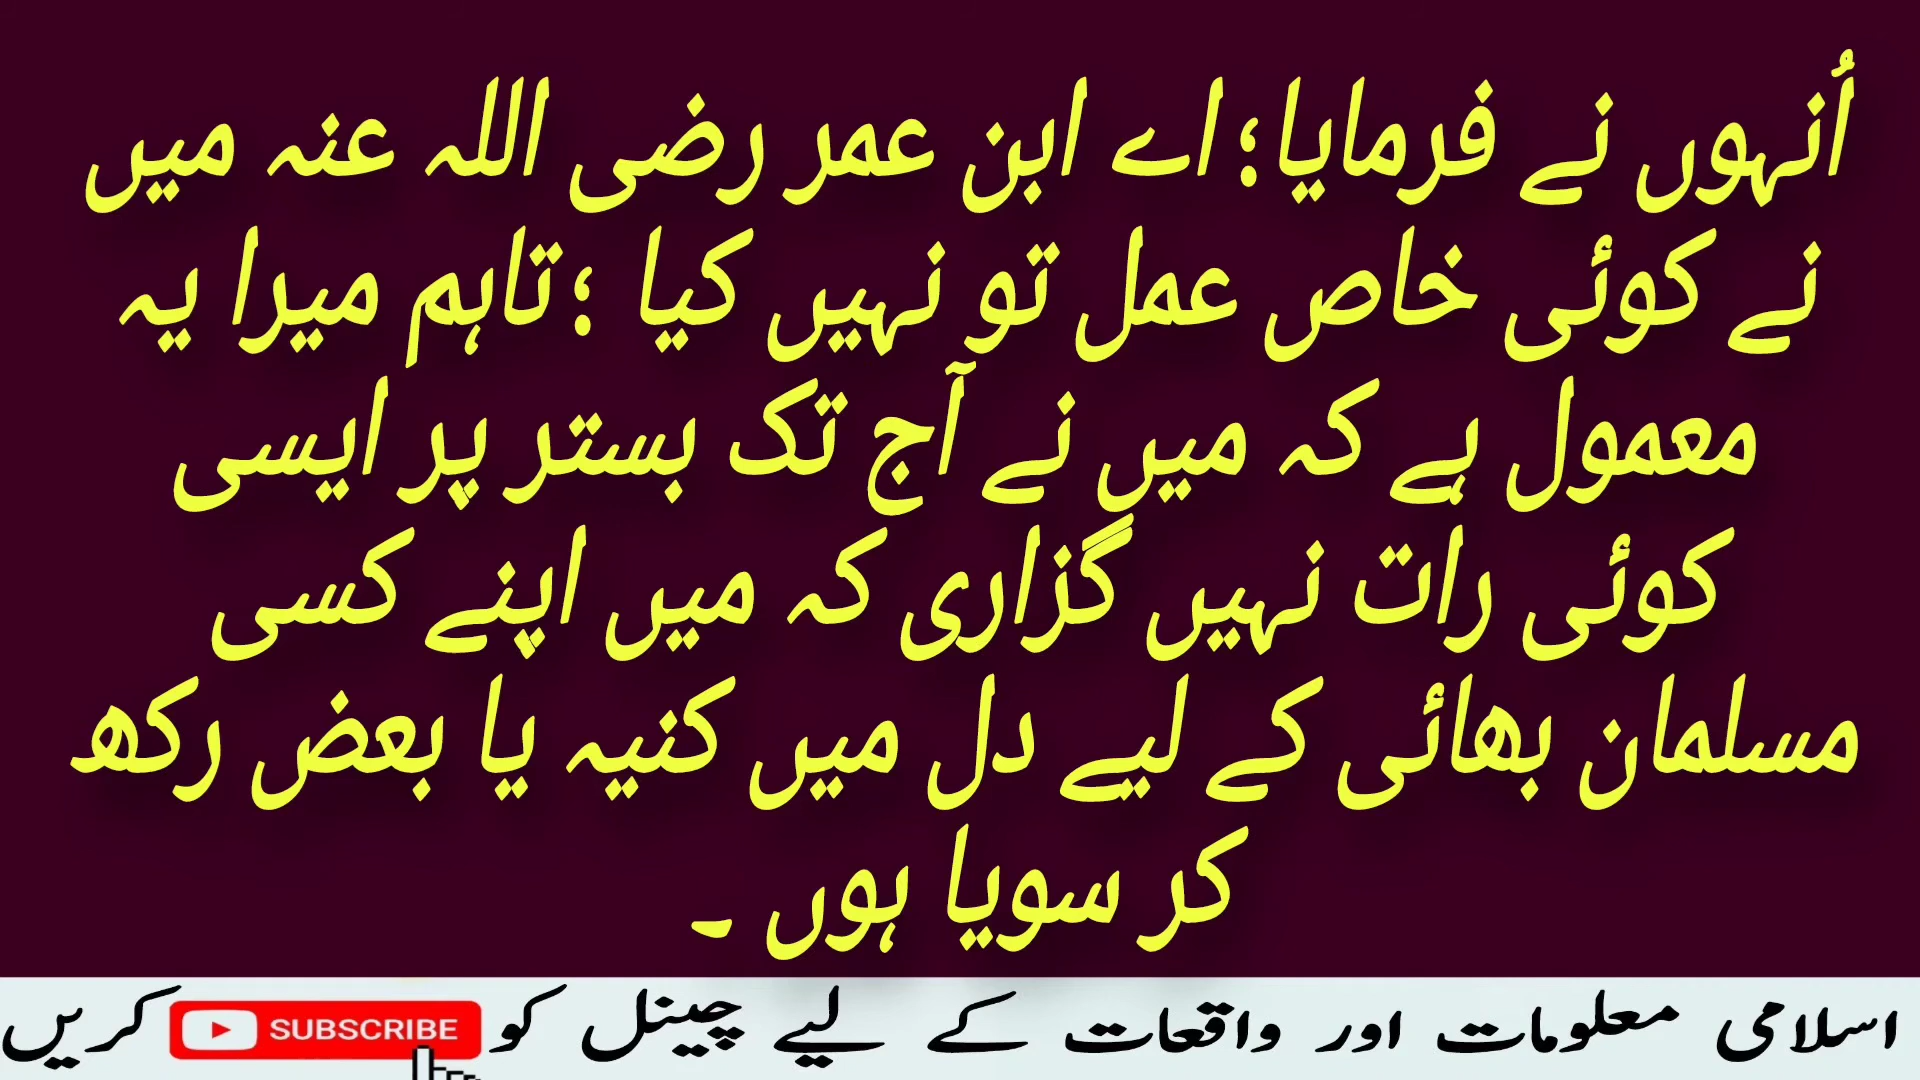 اُنہوں نے فرمایا؛ اے ابن عمر رضی اللہ عنہ میں
نے کوئی خاص عمل تو نہیں کیا ؛تاہم میرا یہ
معمول ہے کہ میں نے آج تک بستر پر ایسی
کوئی رات نہیں گزاری کہ میں اپنے کسی
مسلمان بھائی کے لیے دل میں کنیہ یا بعض رکھ
کر سویا ہوں ۔
اسلامی معلومات اور واقعات کے لیے چینل کو SUBSCRIBE کریں